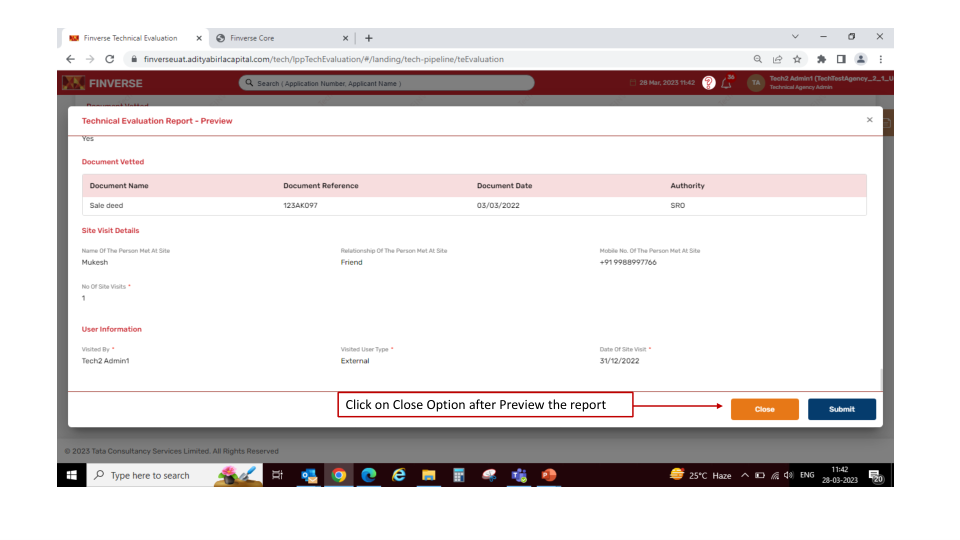 Finverse Technical Evaluation
Finverse Core
finverseuat.adityabirlacapital.com/tech/lppTechEvaluation/#/landing/tech-pipeline/teEvaluation
FINVERSE
Search ( Application Number, Applicant Name )
28 Mar, 2023 11:42
TA
Tech2 Admin1 (TechTestAgency_2_1_U
Technical Agency Admin
Document Vetted
Technical Evaluation Report - Preview
Yes
Document Vetted
Document Name Document Reference Document Date Authority
Sale deed 123AK097 03/03/2022 SRO
Site Visit Details
Name Of The Person Met At Site Relationship Of The Person Met At Site Mobile No. Of The Person Met At Site
Mukesh Friend +91 9988997766
No Of Site Visits *
1
User Information
Visited By * Visited User Type * Date Of Site Visit *
Tech2 Admin1 External 31/12/2022
Click on Close Option after Preview the report
Close Submit
© 2023 Tata Consultancy Services Limited. All Rights Reserved
Type here to search
25°C Haze ENG 11:42
28-03-2023
20